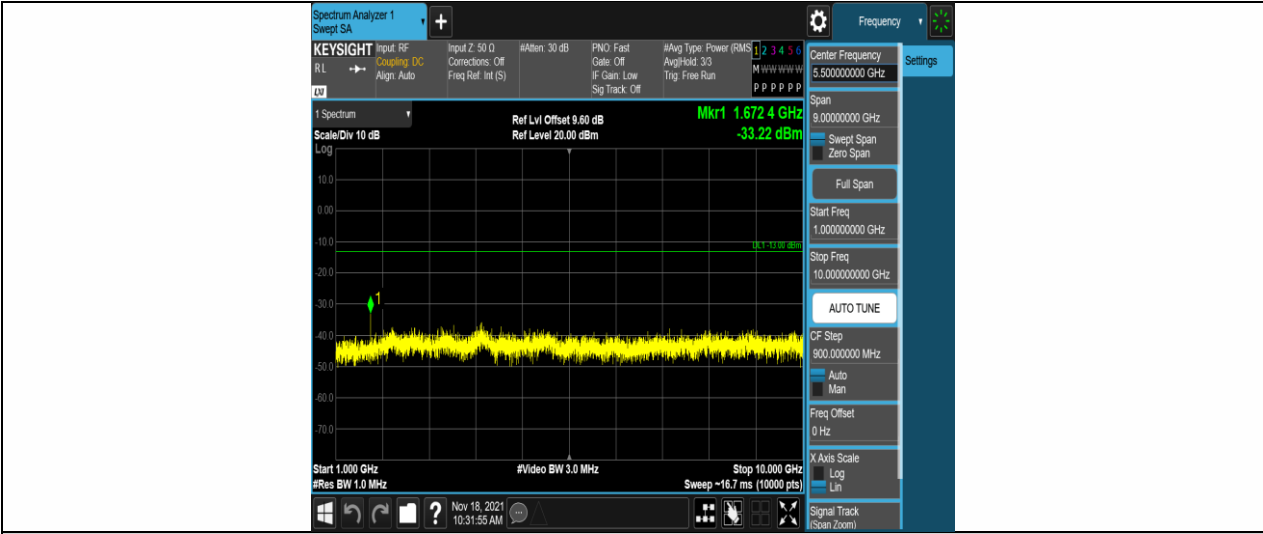 Spectrum Analyzer 1
Swept SA
+
Frequency
KEYSIGHT
RL
LXI
Input: RF
Coupling: DC
Align: Auto
Input Z: 50 Ω
Corrections: Off
Freq Ref: Int (S)
#Atten: 30 dB
PNO: Fast
Gate: Off
IF Gain: Low
Sig Track: Off
#Avg Type: Power (RMS
Avg|Hold: 3/3
Trig: Free Run
1 2 3 4 5 6
M W W W W W
P P P P P P
1 Spectrum
Scale/Div 10 dB
Log
Ref Lvl Offset 9.60 dB
Ref Level 20.00 dBm
Mkr1 1.672 4 GHz
-33.22 dBm
10.0
0.00
-10.0
DL1 -13.00 dBm
-20.0
-30.0
1
-40.0
-50.0
-60.0
-70.0
Start 1.000 GHz
#Video BW 3.0 MHz
Stop 10.000 GHz
#Res BW 1.0 MHz
Sweep ~16.7 ms (10000 pts)
?
Nov 18, 2021
10:31:55 AM
Settings
Center Frequency
5.500000000 GHz
Span
9.00000000 GHz
Swept Span
Zero Span
Full Span
Start Freq
1.000000000 GHz
Stop Freq
10.000000000 GHz
AUTO TUNE
CF Step
900.000000 MHz
Auto
Man
Freq Offset
0 Hz
X Axis Scale
Log
Lin
Signal Track
(Span Zoom)